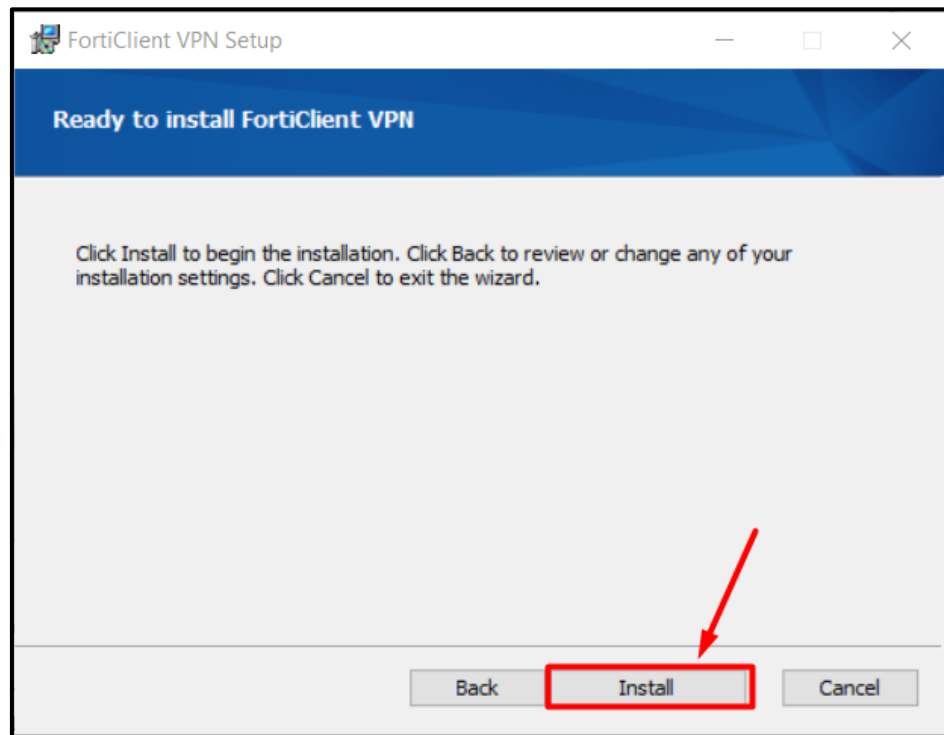 FortiClient VPN Setup
Ready to install FortiClient VPN
Click Install to begin the installation. Click Back to review or change any of your
installation settings. Click Cancel to exit the wizard.
Back Install Cancel